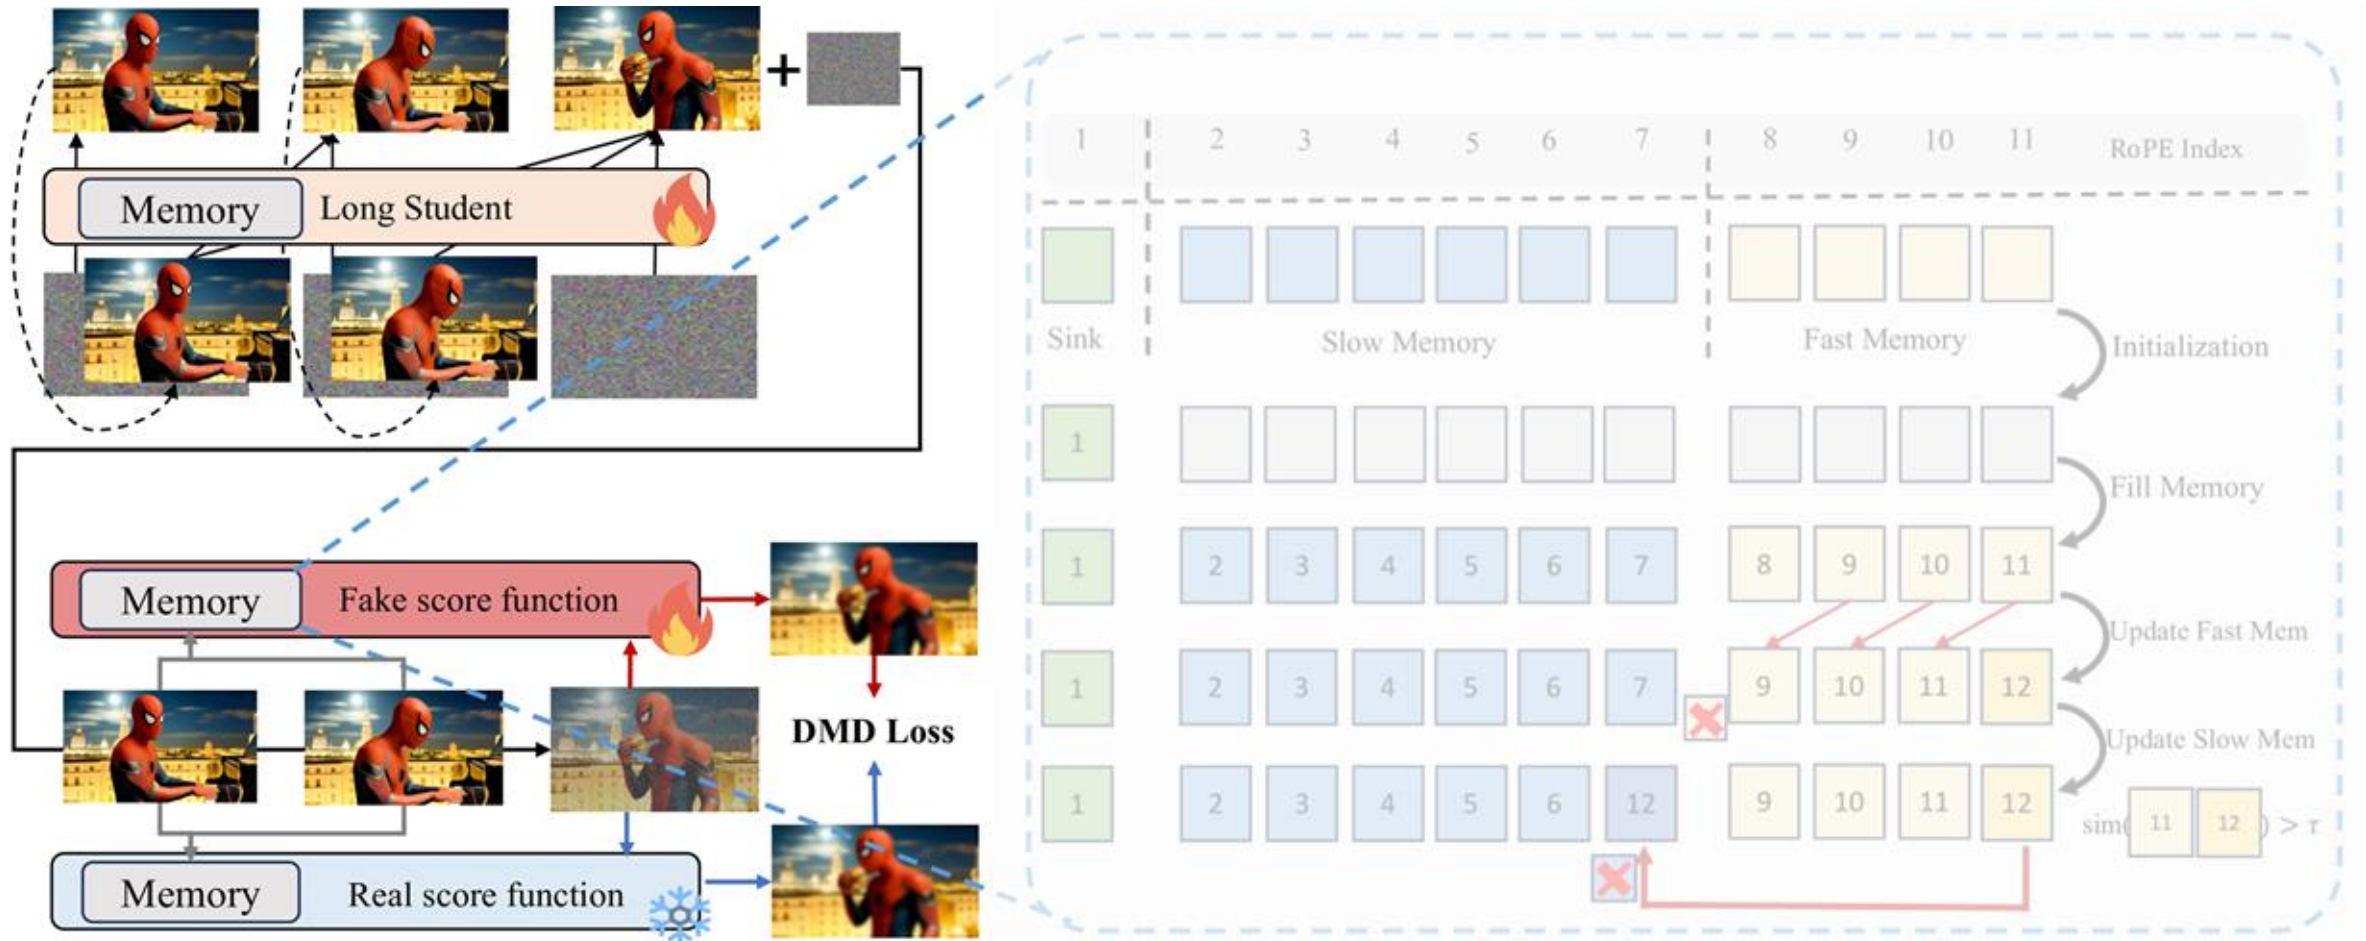 +
Memory Long Student
Memory Fake score function
DMD Loss
Memory Real score function
1 2 3 4 5 6 7 8 9 10 11 RoPE Index
Sink Slow Memory Fast Memory
Initialization
1
Fill Memory
1 2 3 4 5 6 7 8 9 10 11
Update Fast Mem
1 2 3 4 5 6 7 9 10 11 12
Update Slow Mem
1 2 3 4 5 6 12 9 10 11 12
sim( 11 12 ) > τ